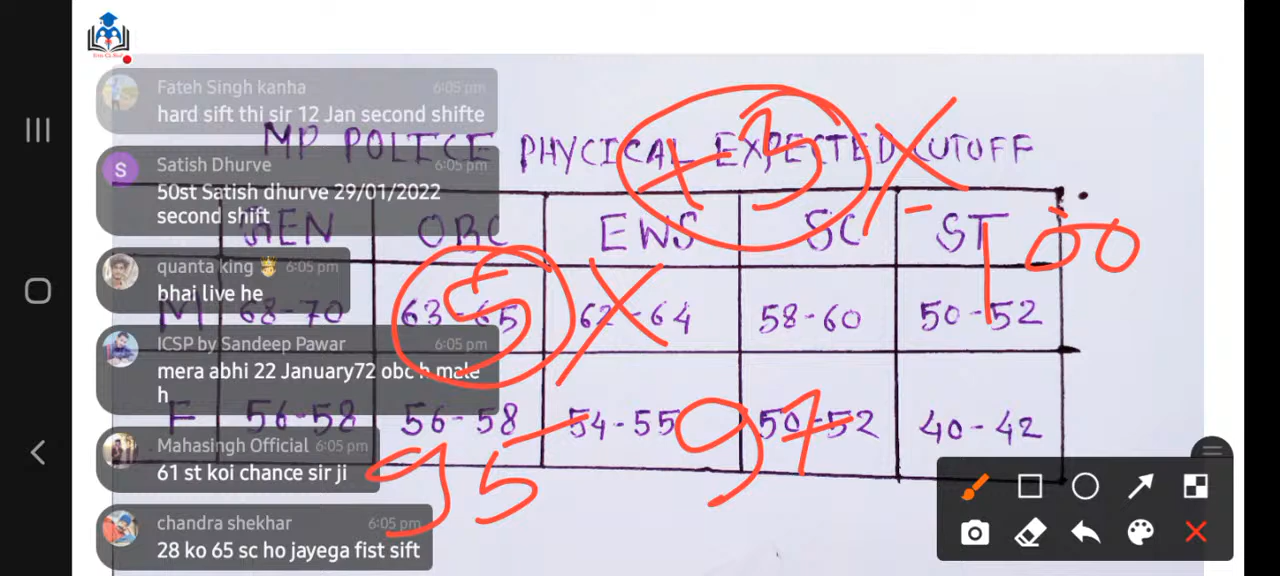 Fateh Singh kanha 6:05 pm
hard sift thi sir 12 Jan second shifte
MP POLICE PHYCICAL EXPESTED CUTOFF
Satish Dhurve 6:05 pm
50st Satish dhurve 29/01/2022
second shift
GEN OBC EWS SC ST
+3
100
quanta king 6:05 pm
bhai live he
M 68-70 63-65 62-64 58-60 50-52
5
ICSP by Sandeep Pawar 6:05 pm
mera abhi 22 January72 obc h male
h
F 56-58 56-58 54-55 50-52 40-42
95 97
Mahasingh Official 6:05 pm
61 st koi chance sir ji
chandra shekhar 6:05 pm
28 ko 65 sc ho jayega fist sift